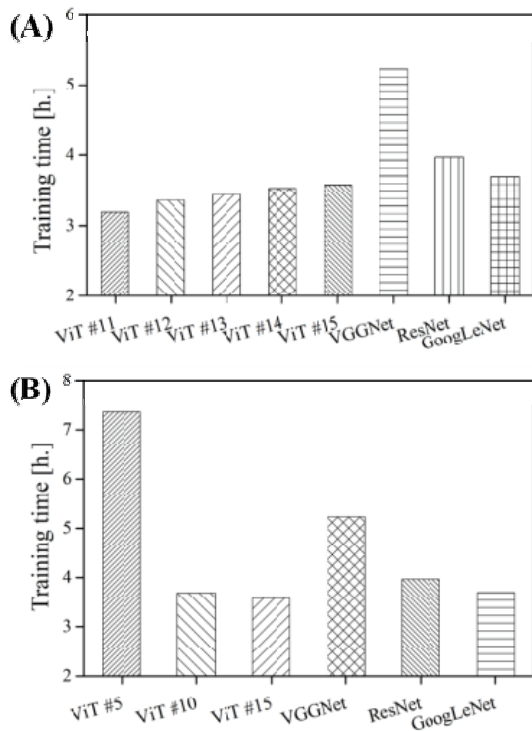 (A)
Training time [h.]
6
5
4
3
2
ViT #11 ViT #12 ViT #13 ViT #14 ViT #15 VGGNet ResNet GoogLeNet
(B)
Training time [h.]
8
7
6
5
4
3
2
ViT #5 ViT #10 ViT #15 VGGNet ResNet GoogLeNet